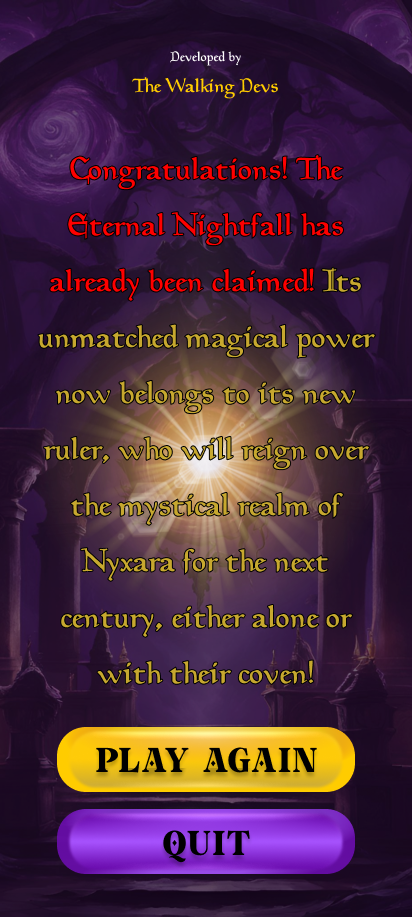 Developed by
The Walking Devs
Congratulations! The
Eternal Nightfall has
already been claimed! Its
unmatched magical power
now belongs to its new
ruler, who will reign over
the mystical realm of
Nyxara for the next
century, either alone or
with their coven!
PLAY AGAIN
QUIT